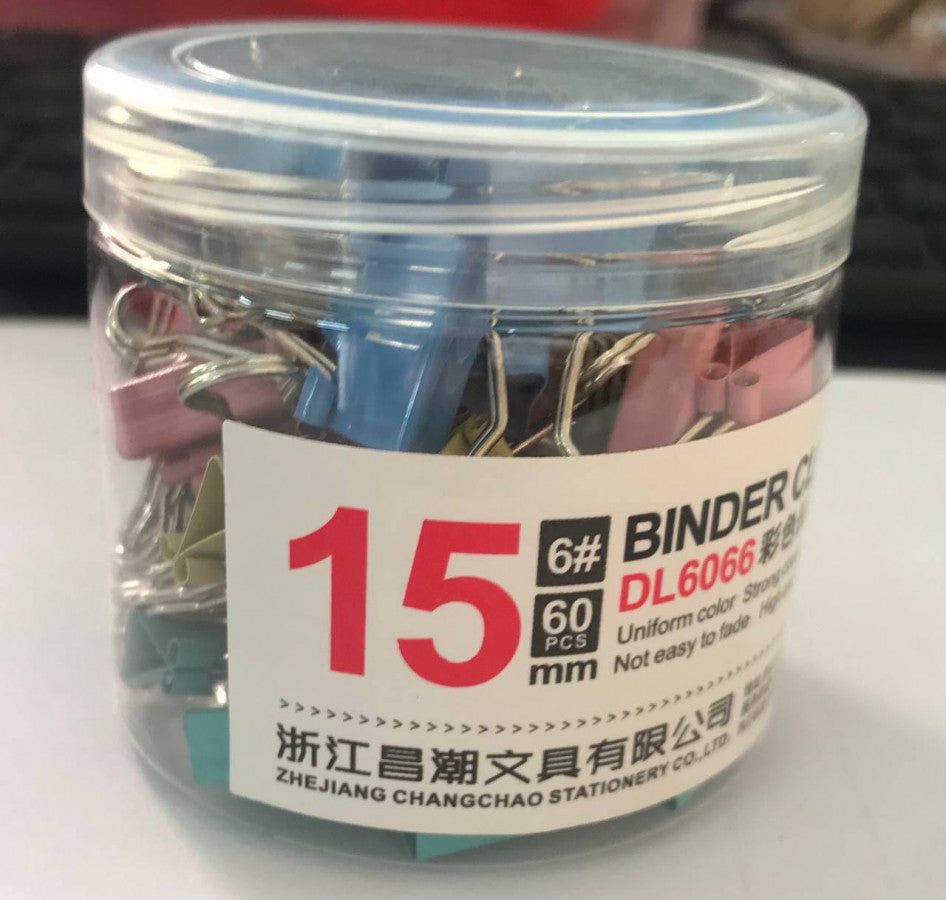 15
mm
6#
60
PCS
BINDER
DL6066 彩色
Uniform color Strong
Not easy to fade
>>>>>>>>>>>>>>>>>>>>>>>>>>>>>>>>>>>
浙江昌潮文具有限公司
ZHEJIANG CHANGCHAO STATIONERY CO.,LTD.